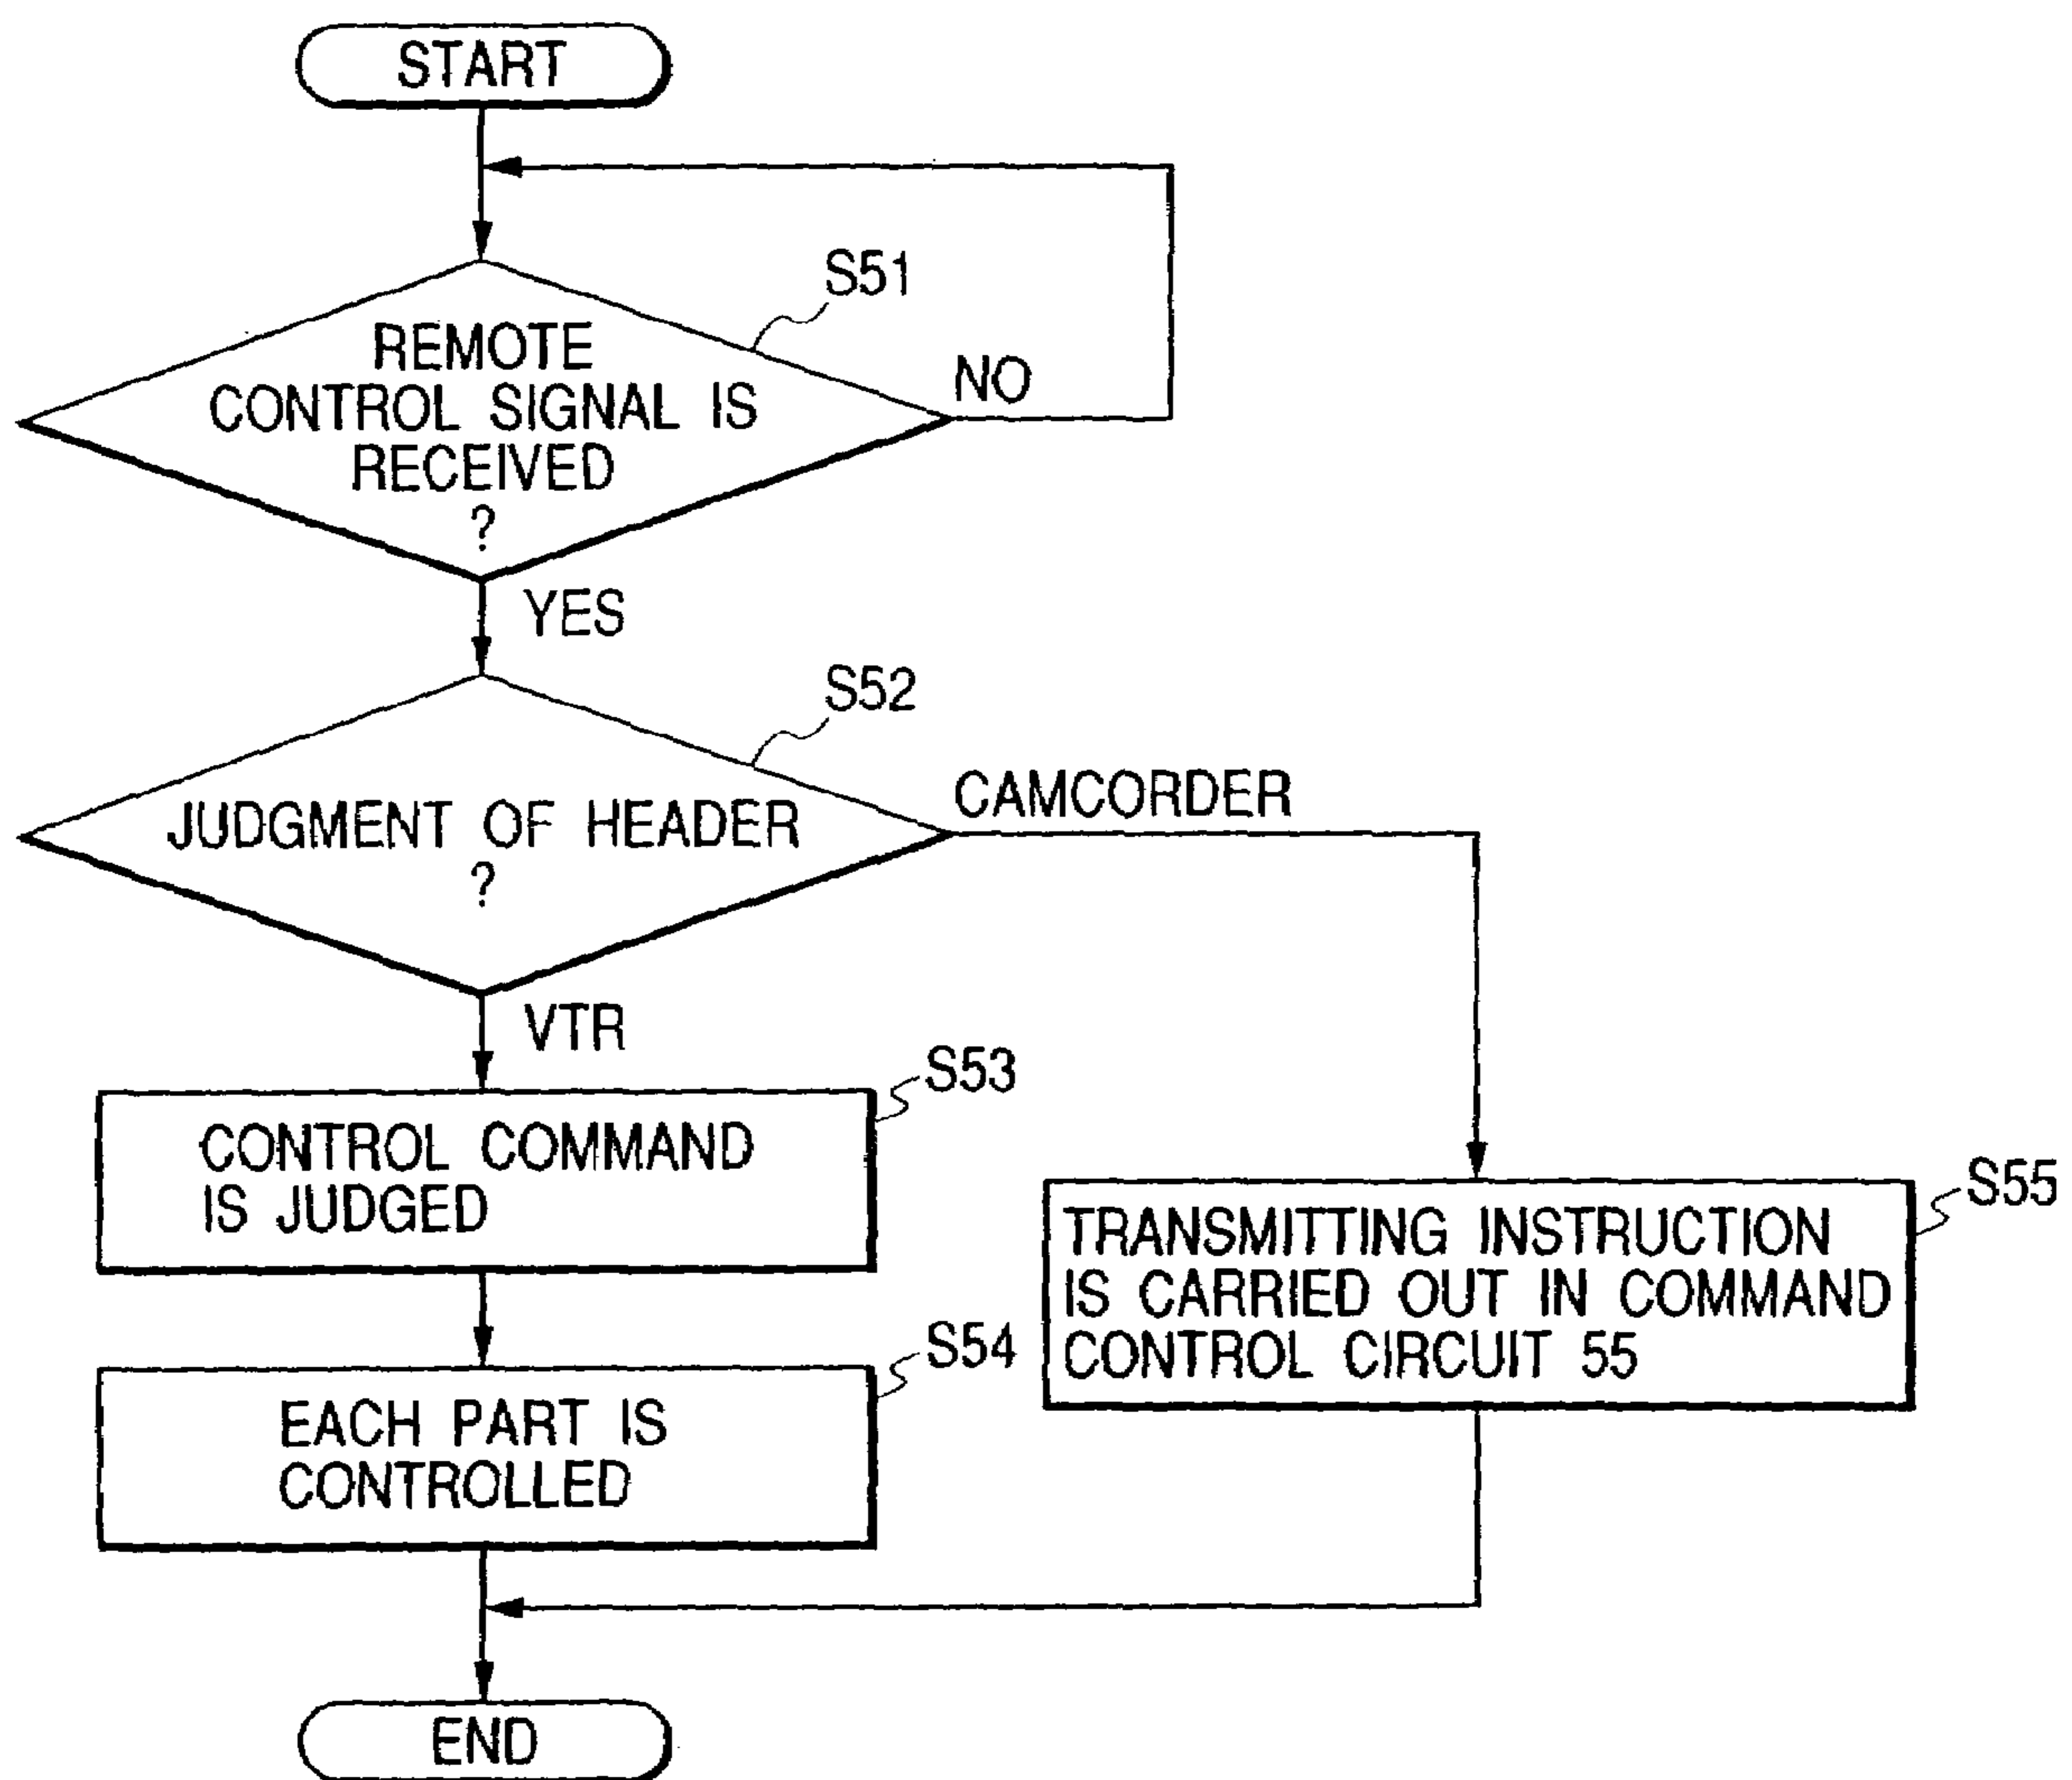 START
S51
REMOTE
CONTROL SIGNAL IS
RECEIVED
?
NO
YES
S52
JUDGMENT OF HEADER
?
CAMCORDER
VTR
S53
CONTROL COMMAND
IS JUDGED
S55
TRANSMITTING INSTRUCTION
IS CARRIED OUT IN COMMAND
CONTROL CIRCUIT 55
S54
EACH PART IS
CONTROLLED
END